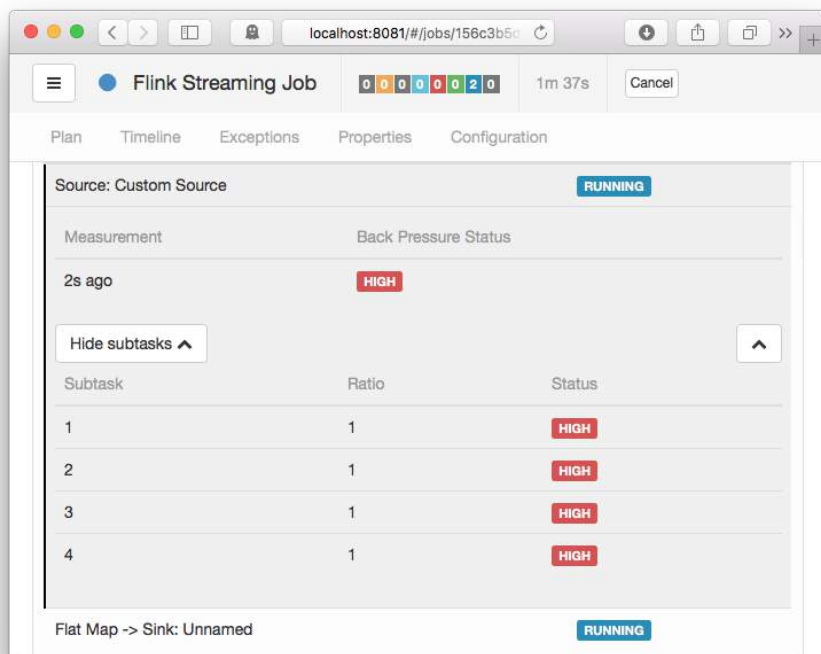 localhost:8081/#/jobs/156c3b5
Flink Streaming Job 0 0 0 0 0 0 2 0 1m 37s Cancel
Plan Timeline Exceptions Properties Configuration
Source: Custom Source RUNNING
Measurement Back Pressure Status
2s ago HIGH
Hide subtasks
Subtask Ratio Status
1 1 HIGH
2 1 HIGH
3 1 HIGH
4 1 HIGH
Flat Map -> Sink: Unnamed RUNNING